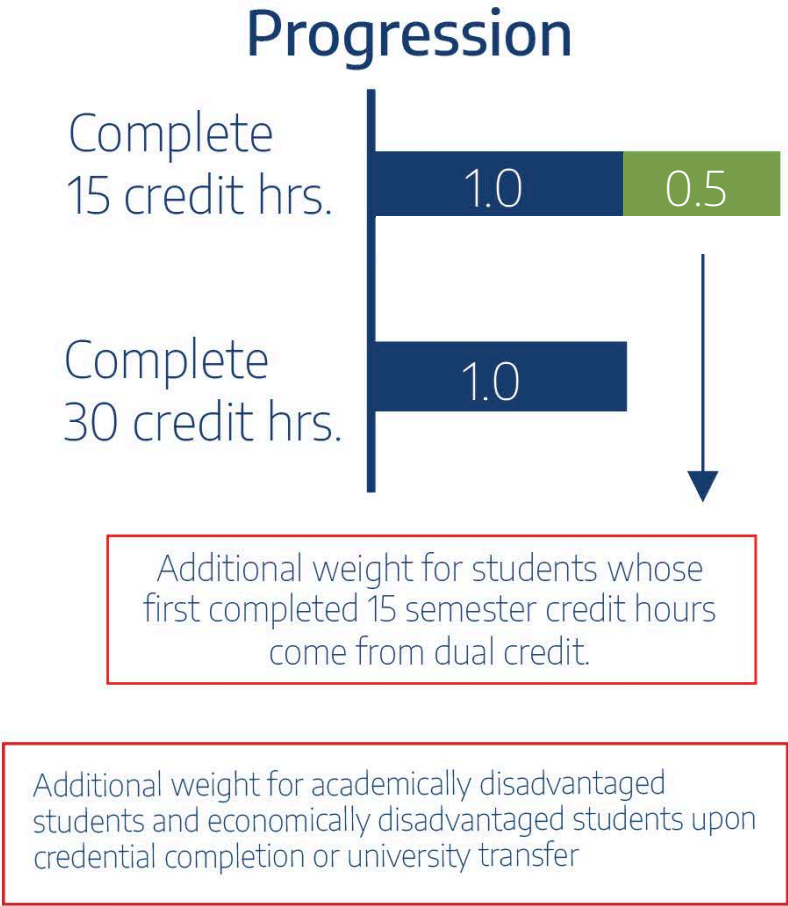 Progression
Complete
15 credit hrs.
1.0
0.5
Complete
30 credit hrs.
1.0
Additional weight for students whose
first completed 15 semester credit hours
come from dual credit.
Additional weight for academically disadvantaged
students and economically disadvantaged students upon
credential completion or university transfer